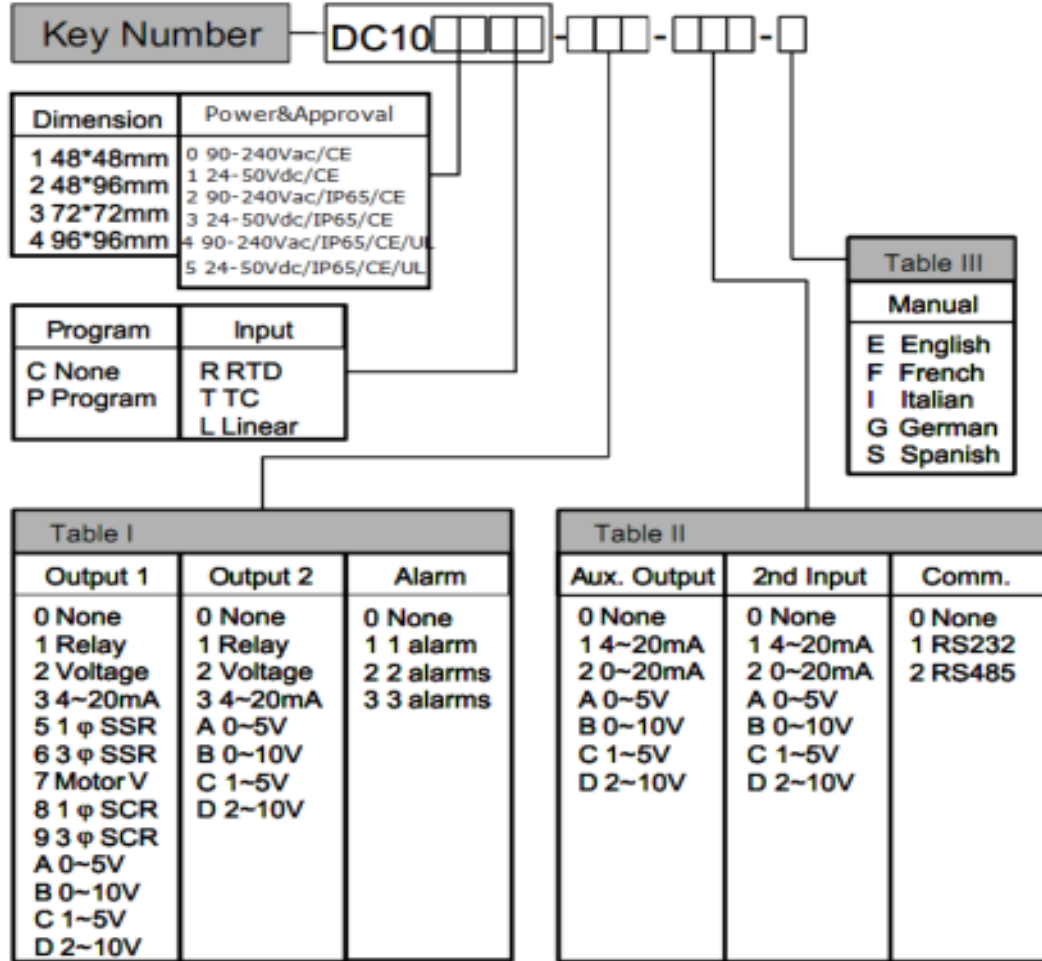 Key Number
DC10 - - -
Dimension
1 48*48mm
2 48*96mm
3 72*72mm
4 96*96mm
Power&Approval
0 90-240Vac/CE
1 24-50Vdc/CE
2 90-240Vac/IP65/CE
3 24-50Vdc/IP65/CE
4 90-240Vac/IP65/CE/UL
5 24-50Vdc/IP65/CE/UL
Program
C None
P Program
Input
R RTD
T TC
L Linear
Table III
Manual
E English
F French
I Italian
G German
S Spanish
Table I
Output 1
0 None
1 Relay
2 Voltage
3 4~20mA
5 1 φ SSR
6 3 φ SSR
7 Motor V
8 1 φ SCR
9 3 φ SCR
A 0~5V
B 0~10V
C 1~5V
D 2~10V
Output 2
0 None
1 Relay
2 Voltage
3 4~20mA
A 0~5V
B 0~10V
C 1~5V
D 2~10V
Alarm
0 None
1 1 alarm
2 2 alarms
3 3 alarms
Table II
Aux. Output
0 None
1 4~20mA
2 0~20mA
A 0~5V
B 0~10V
C 1~5V
D 2~10V
2nd Input
0 None
1 4~20mA
2 0~20mA
A 0~5V
B 0~10V
C 1~5V
D 2~10V
Comm.
0 None
1 RS232
2 RS485